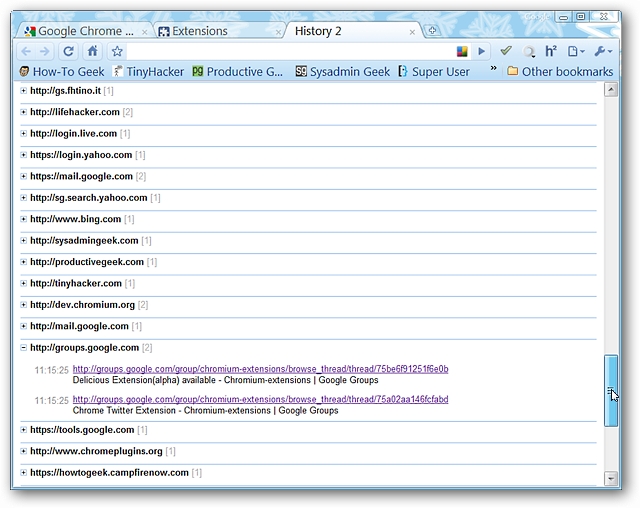 Google Chrome ...
Extensions
History 2
h²
How-To Geek TinyHacker Productive G... Sysadmin Geek Super User » Other bookmarks
http://gs.fhtino.it [1]
http://lifehacker.com [2]
http://login.live.com [1]
https://login.yahoo.com [1]
https://mail.google.com [2]
http://sg.search.yahoo.com [1]
http://www.bing.com [1]
http://sysadmingeek.com [1]
http://productivegeek.com [1]
http://tinyhacker.com [1]
http://dev.chromium.org [2]
http://mail.google.com [1]
http://groups.google.com [2]
11:15:25 http://groups.google.com/group/chromium-extensions/browse_thread/thread/75be6f91251f6e0b
Delicious Extension(alpha) available - Chromium-extensions | Google Groups
11:15:25 http://groups.google.com/group/chromium-extensions/browse_thread/thread/75a02aa146fcfabd
Chrome Twitter Extension - Chromium-extensions | Google Groups
https://tools.google.com [1]
http://www.chromeplugins.org [1]
https://howtogeek.campfirenow.com [1]